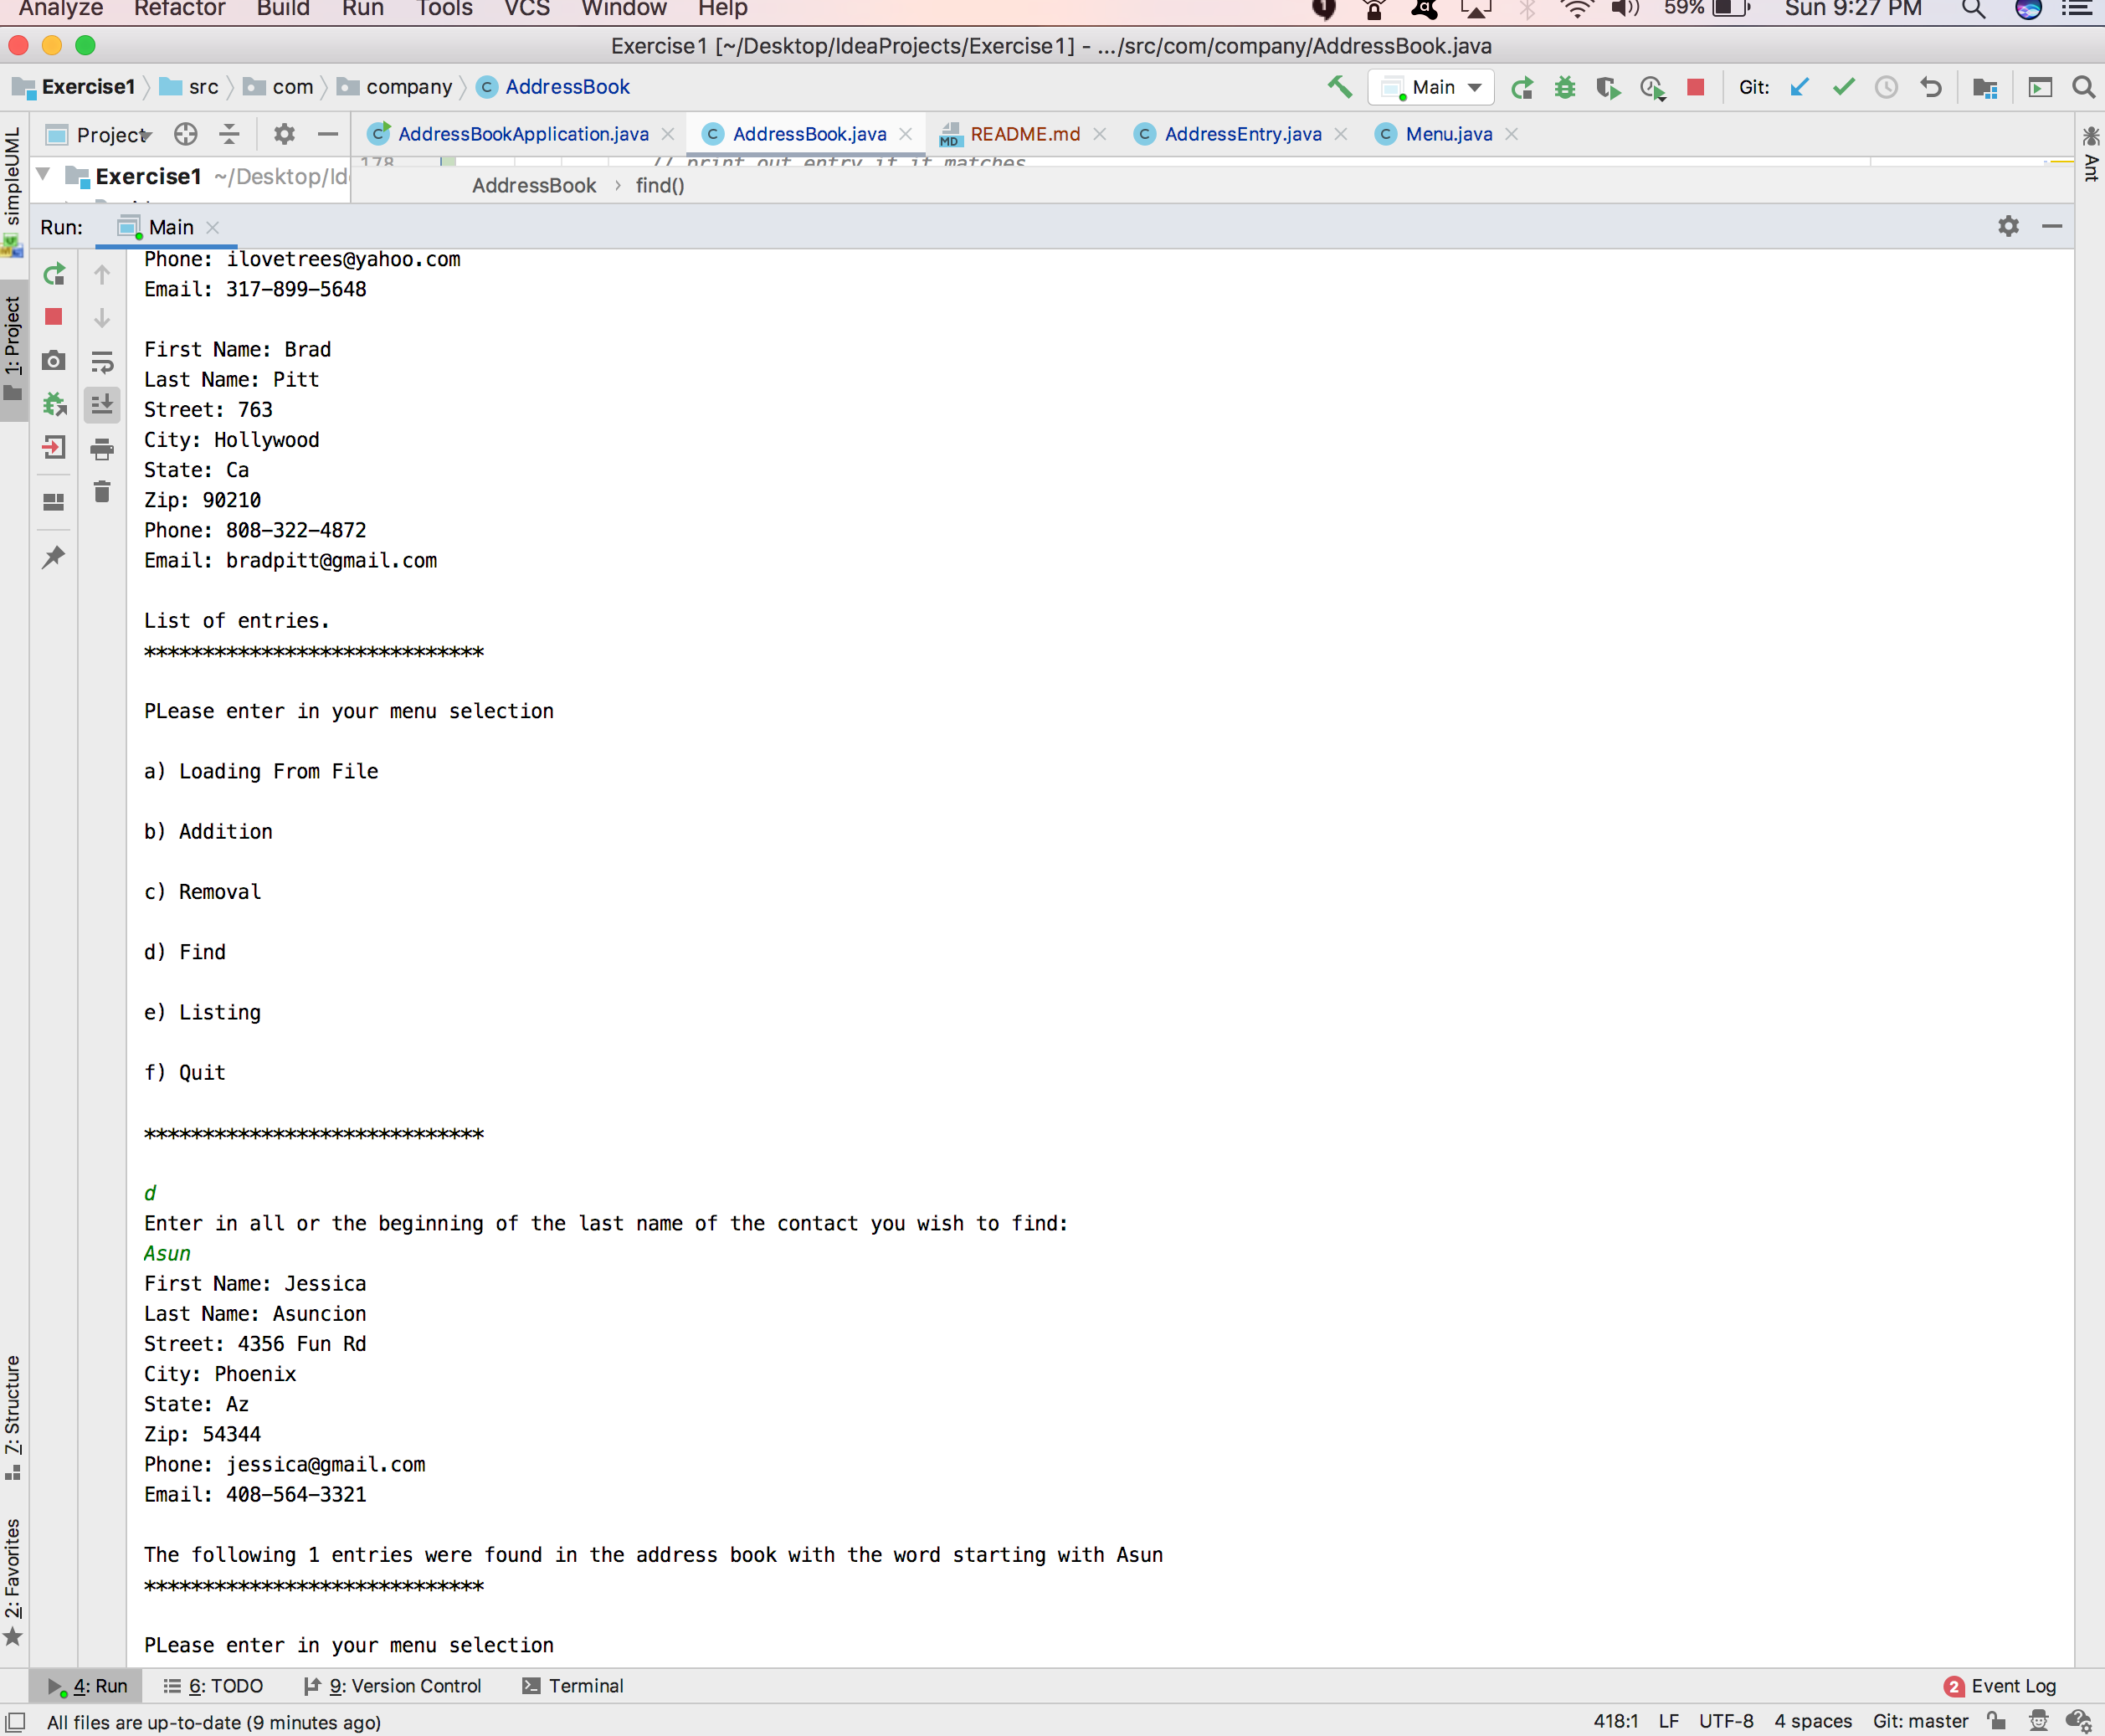 Analyze Refactor Build Run Tools VCS Window Help 59% Sun 9:27 PM
Exercise1 [~/Desktop/IdeaProjects/Exercise1] - .../src/com/company/AddressBook.java
Exercise1 src com company AddressBook Main Git:
Project AddressBookApplication.java AddressBook.java README.md AddressEntry.java Menu.java
178 // print out entry if it matches
Exercise1 ~/Desktop/Id
AddressBook › find()
Run: Main
simpleUML
1: Project
7: Structure
2: Favorites
Ant
Phone: ilovetrees@yahoo.com
Email: 317-899-5648
First Name: Brad
Last Name: Pitt
Street: 763
City: Hollywood
State: Ca
Zip: 90210
Phone: 808-322-4872
Email: bradpitt@gmail.com
List of entries.
*****************************
PLease enter in your menu selection
a) Loading From File
b) Addition
c) Removal
d) Find
e) Listing
f) Quit
*****************************
d
Enter in all or the beginning of the last name of the contact you wish to find:
Asun
First Name: Jessica
Last Name: Asuncion
Street: 4356 Fun Rd
City: Phoenix
State: Az
Zip: 54344
Phone: jessica@gmail.com
Email: 408-564-3321
The following 1 entries were found in the address book with the word starting with Asun
*****************************
PLease enter in your menu selection
4: Run 6: TODO 9: Version Control Terminal 2 Event Log
All files are up-to-date (9 minutes ago) 418:1 LF UTF-8 4 spaces Git: master